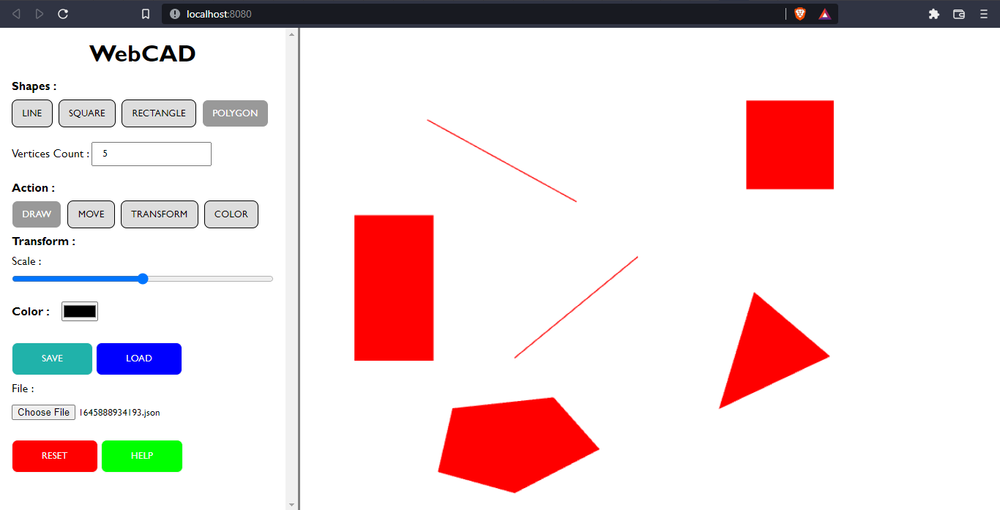 localhost:8080
WebCAD
Shapes :
LINE SQUARE RECTANGLE POLYGON
Vertices Count : 5
Action :
DRAW MOVE TRANSFORM COLOR
Transform :
Scale :
Color :
SAVE LOAD
File :
Choose File 1645888934193.json
RESET HELP